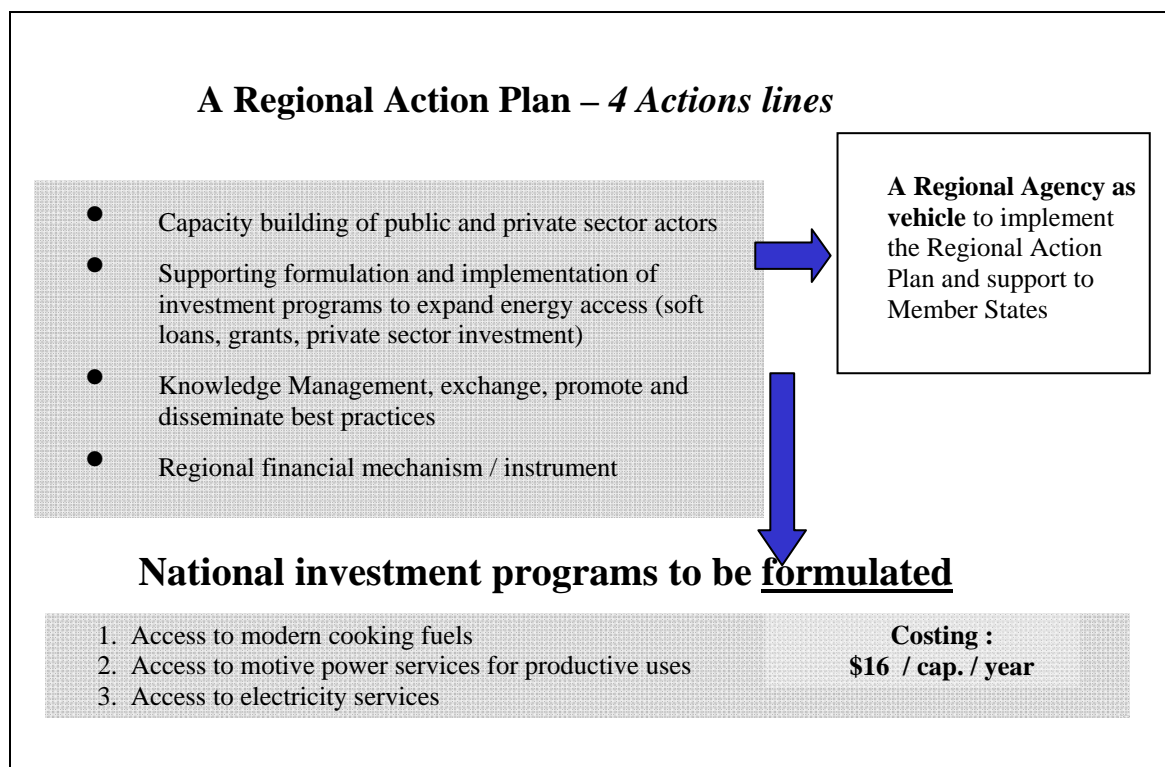 A Regional Action Plan – 4 Actions lines
• Capacity building of public and private sector actors
• Supporting formulation and implementation of
investment programs to expand energy access (soft
loans, grants, private sector investment)
• Knowledge Management, exchange, promote and
disseminate best practices
• Regional financial mechanism / instrument
A Regional Agency as
vehicle to implement
the Regional Action
Plan and support to
Member States
National investment programs to be formulated
1. Access to modern cooking fuels
2. Access to motive power services for productive uses
3. Access to electricity services
Costing :
$16 / cap. / year